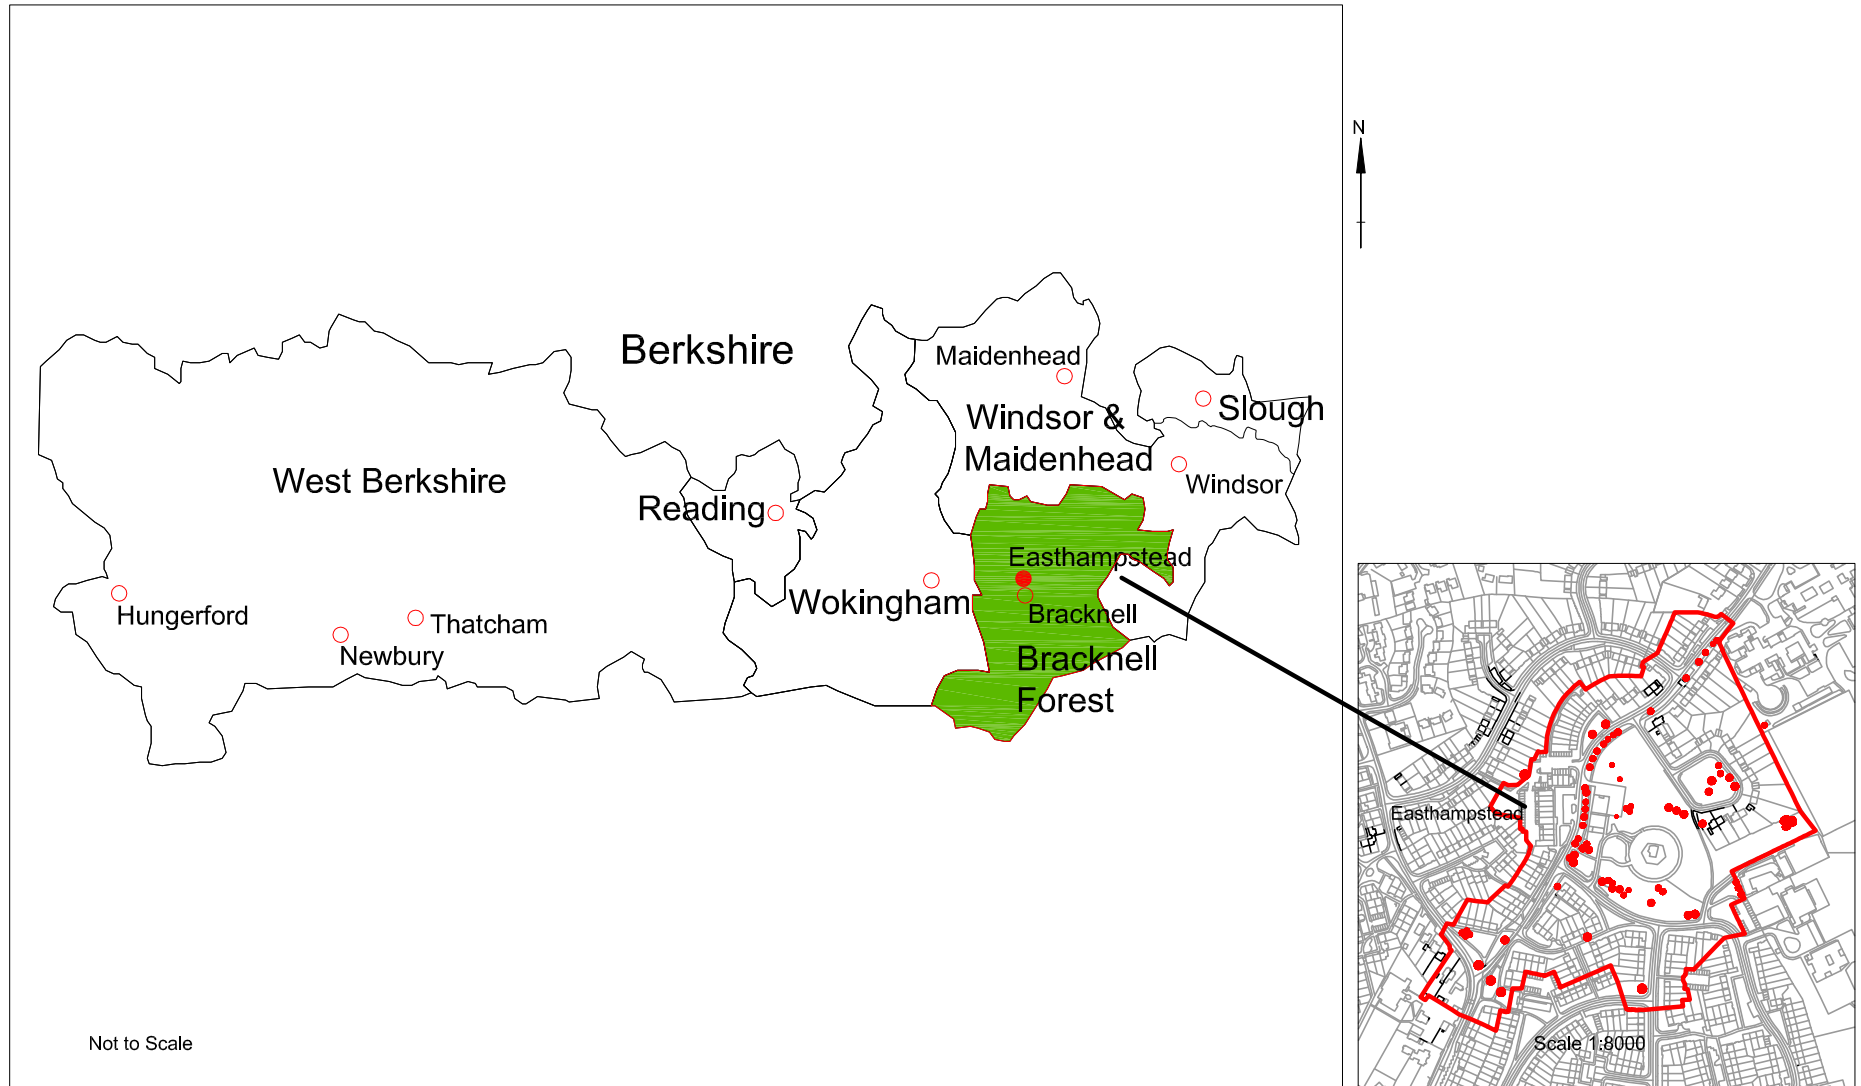 N
Berkshire
Maidenhead
Slough
Windsor &
Maidenhead
West Berkshire
Windsor
Reading
Easthampstead
Wokingham
Bracknell
Hungerford
Thatcham
Newbury
Bracknell
Forest
Easthampstead
Not to Scale
Scale 1:8000